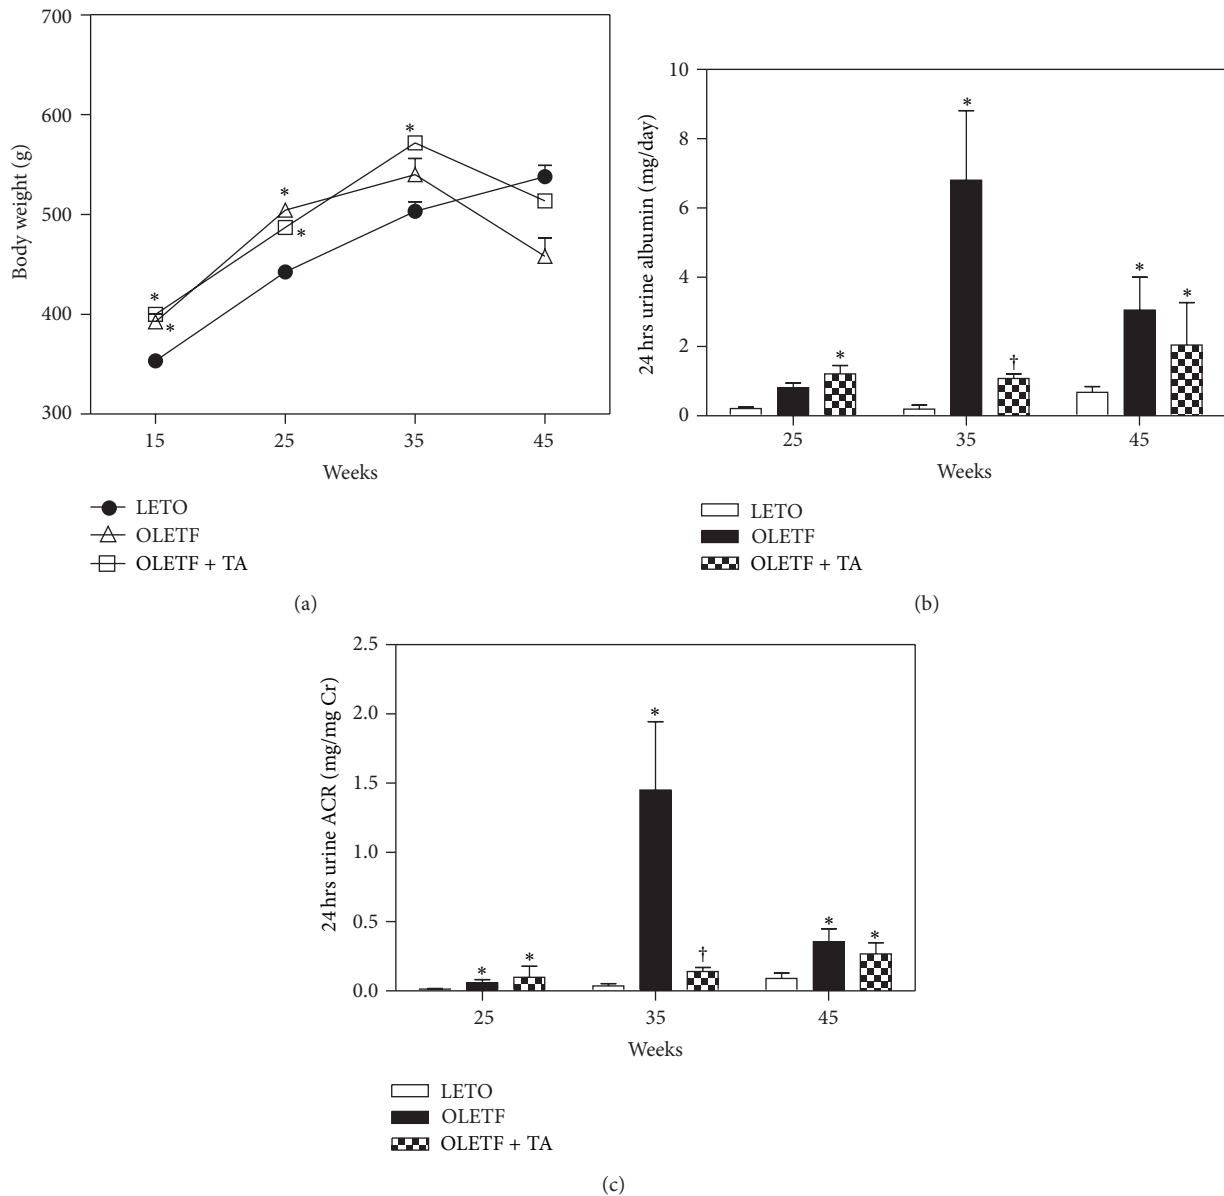 Body weight (g)
700
600
500
400
300
*
*
*
*
*
15
25
35
45
Weeks
LETO
OLETF
OLETF + TA
(a)
24 hrs urine albumin (mg/day)
10
8
6
4
2
0
*
*
†
*
*
25
35
45
Weeks
LETO
OLETF
OLETF + TA
(b)
24 hrs urine ACR (mg/mg Cr)
2.5
2.0
1.5
1.0
0.5
0.0
*
*
*
†
*
*
25
35
45
Weeks
LETO
OLETF
OLETF + TA
(c)